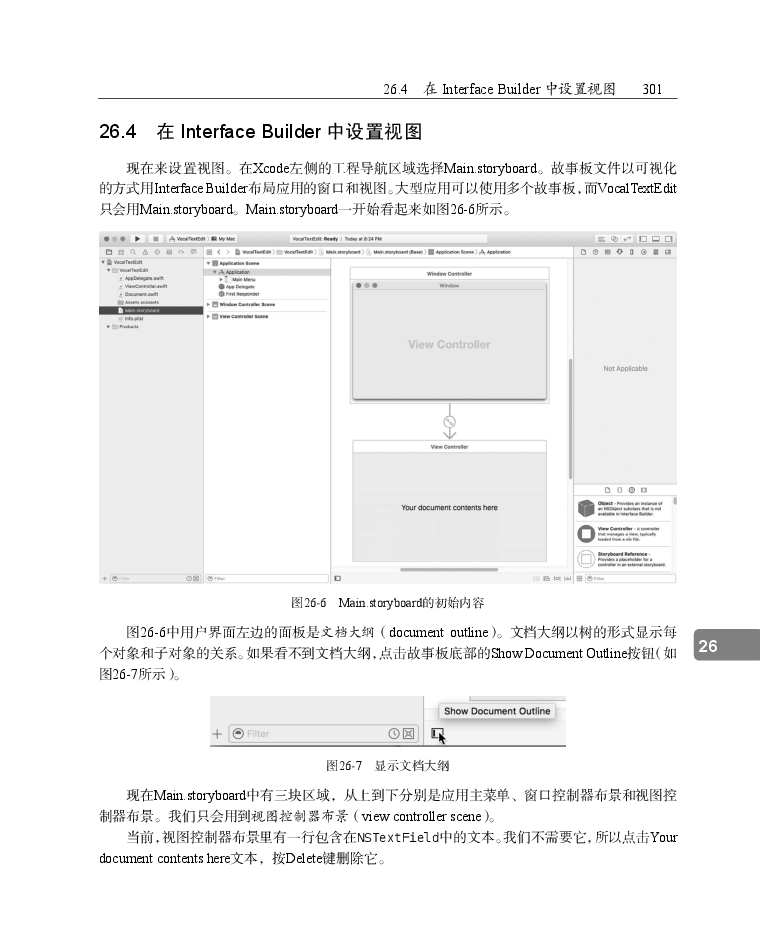 26.4 在 Interface Builder 中设置视图 301
26.4 在 Interface Builder 中设置视图
现在来设置视图。在Xcode左侧的工程导航区域选择Main.storyboard。故事板文件以可视化
的方式用Interface Builder布局应用的窗口和视图。大型应用可以使用多个故事板，而VocalTextEdit
只会用Main.storyboard。Main.storyboard一开始看起来如图26-6所示。
VocalTextEdit 〉 My Mac
VocalTextEdit: Ready | Today at 8:24 PM
VocalTextEdit 〉 VocalTextEdit 〉 Main.storyboard 〉 Main.storyboard (Base) 〉 Application Scene 〉 Application
VocalTextEdit
VocalTextEdit
AppDelegate.swift
ViewController.swift
Document.swift
Assets.xcassets
Main.storyboard
Info.plist
Products
Application Scene
Application
Main Menu
App Delegate
First Responder
Window Controller Scene
View Controller Scene
Window Controller
Window
View Controller
View Controller
Your document contents here
Not Applicable
Object - Provides an instance of
an NSObject subclass that is not
available in Interface Builder.
View Controller - A controller
that manages a view, typically
loaded from a nib file.
Storyboard Reference -
Provides a placeholder for a
controller in an external storyboard.
Filter
Filter
Filter
图26-6 Main.storyboard的初始内容
图26-6中用户界面左边的面板是文档大纲（document outline）。文档大纲以树的形式显示每
个对象和子对象的关系。如果看不到文档大纲，点击故事板底部的Show Document Outline按钮（如
图26-7所示）。
26
Show Document Outline
Filter
图26-7 显示文档大纲
现在Main.storyboard中有三块区域，从上到下分别是应用主菜单、窗口控制器布景和视图控
制器布景。我们只会用到视图控制器布景（view controller scene）。
当前，视图控制器布景里有一行包含在NSTextField中的文本。我们不需要它，所以点击Your
document contents here文本，按Delete键删除它。